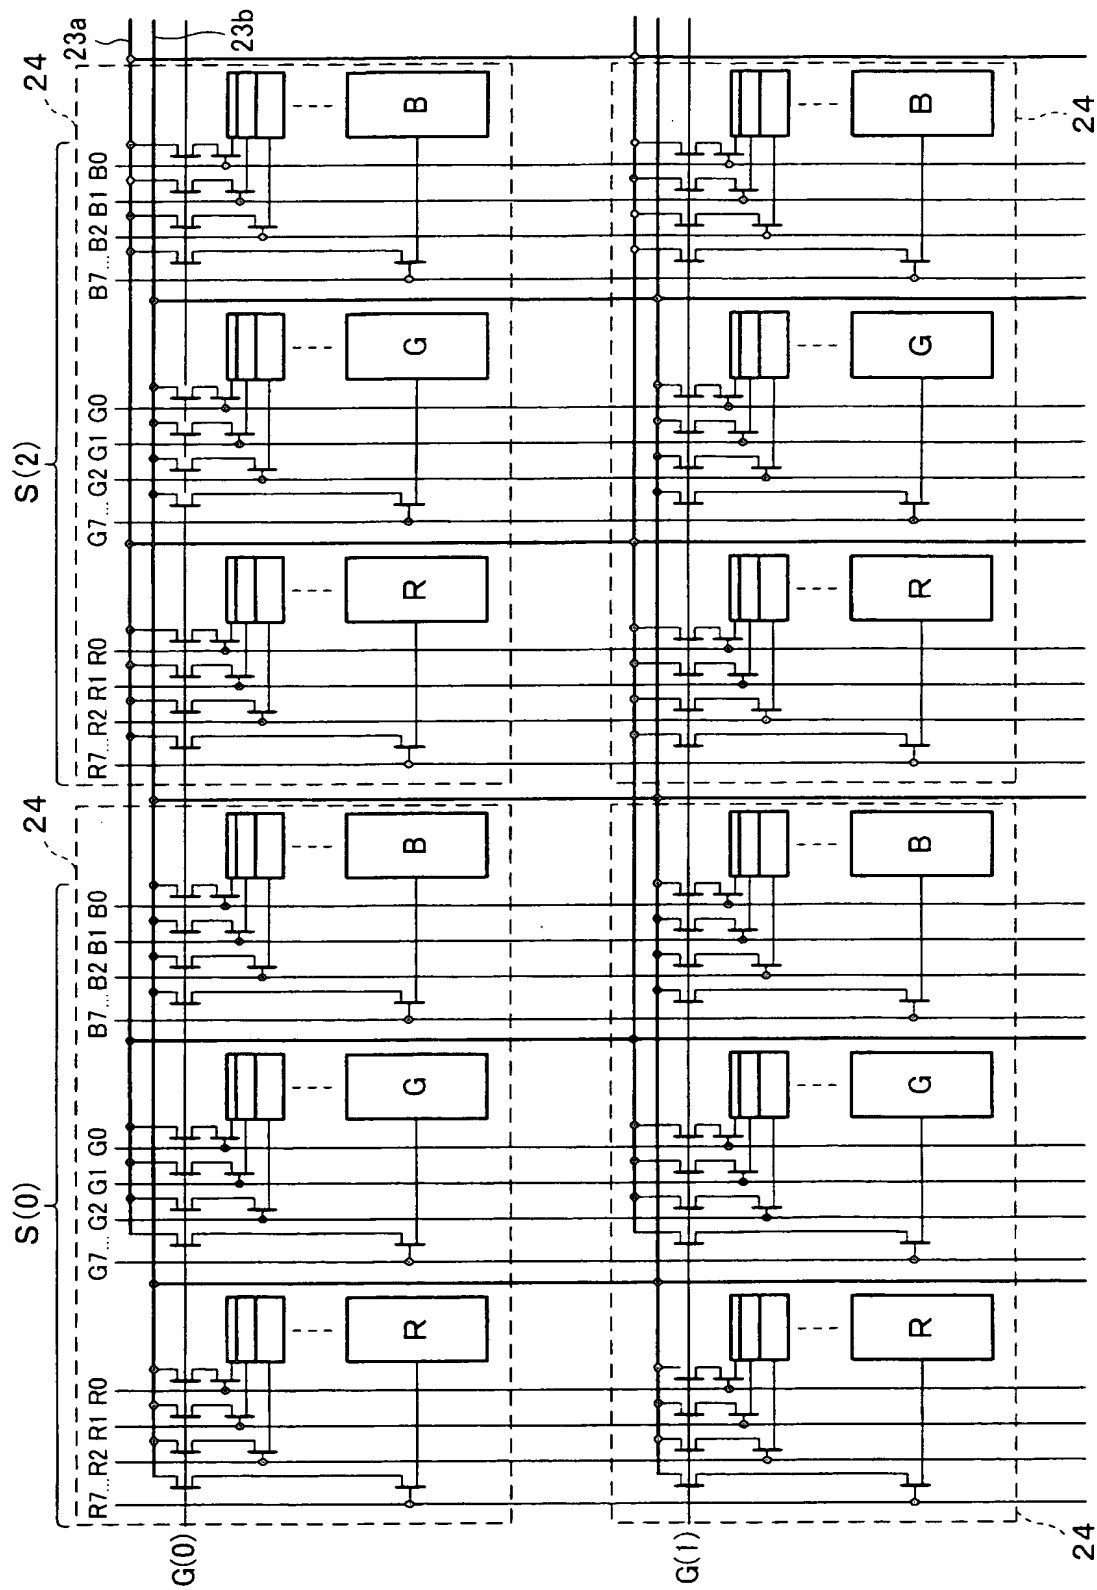 S(0) S(2)
24 24
R7...R2 R1 R0 G7...G2 G1 G0 B7...B2 B1 B0 R7...R2 R1 R0 G7...G2 G1 G0 B7...B2 B1 B0
23a
G(0)
23b
R G B R G B
G(1)
R G B R G B
24 24